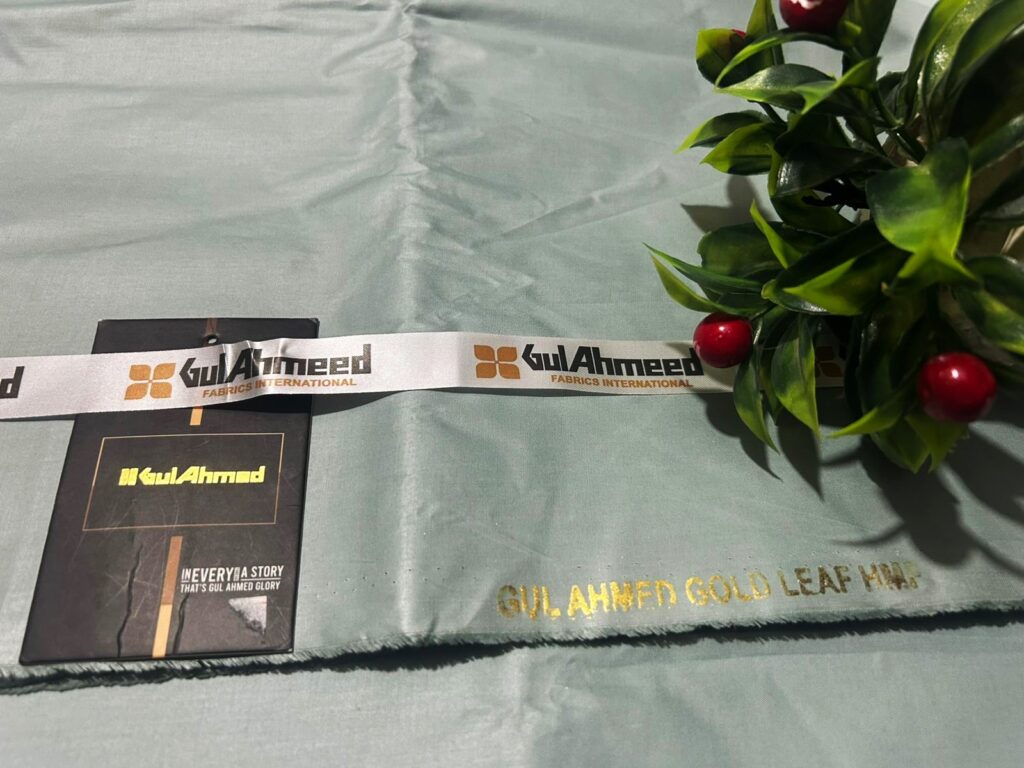 d
GulAhmeed
FABRICS INTERNATIONAL
GulAhmeed
FABRICS INTERNATIONAL
GulAhmed
IN EVERY A STORY
THAT'S GUL AHMED GLORY
GUL AHMED GOLD LEAF HMF